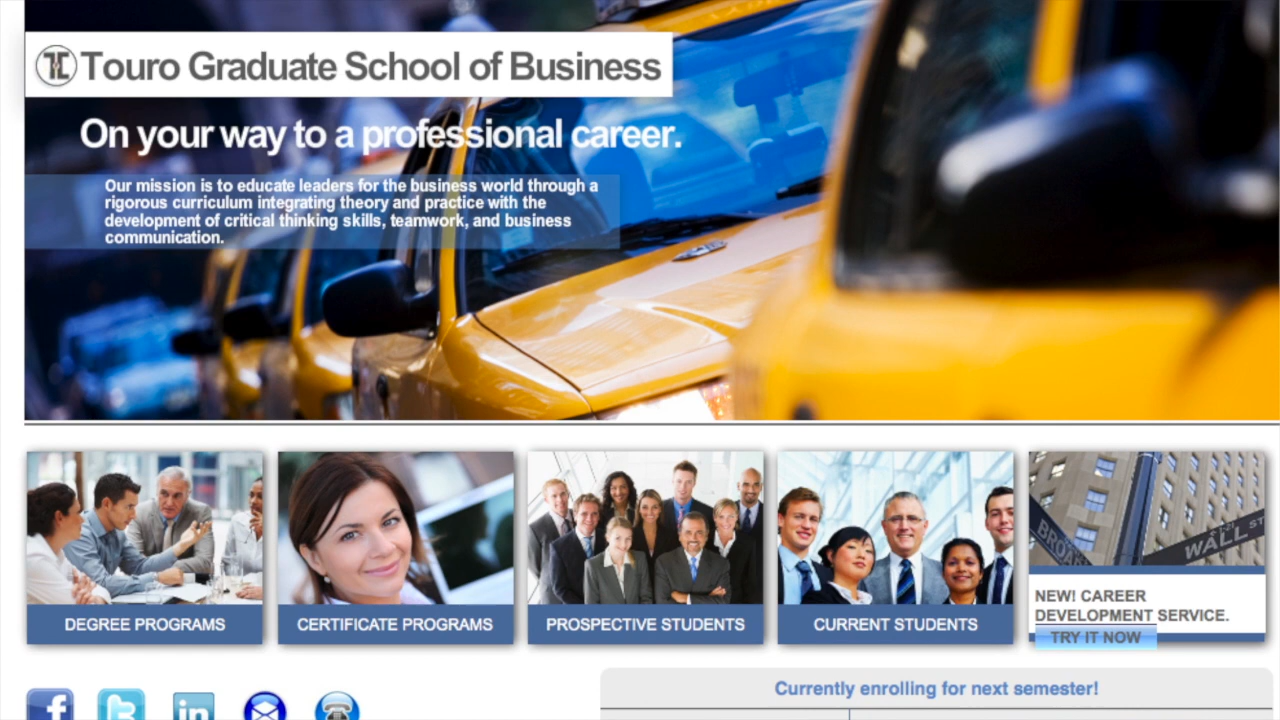 Touro Graduate School of Business
On your way to a professional career.
Our mission is to educate leaders for the business world through a
rigorous curriculum integrating theory and practice with the
development of critical thinking skills, teamwork, and business
communication.
BROAD
WALL ST
DEGREE PROGRAMS
CERTIFICATE PROGRAMS
PROSPECTIVE STUDENTS
CURRENT STUDENTS
NEW! CAREER
DEVELOPMENT SERVICE.
TRY IT NOW
Currently enrolling for next semester!